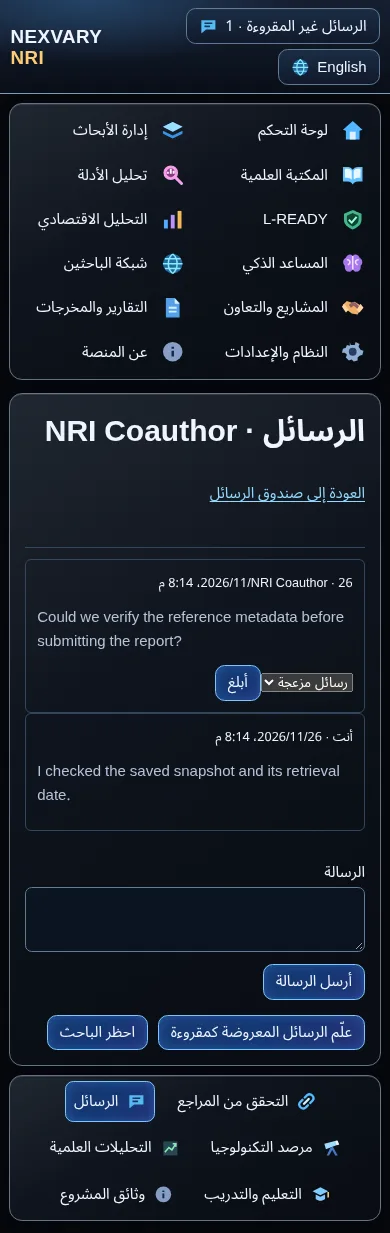 NEXVARY
NRI
الرسائل غير المقروءة · 1
English
لوحة التحكم
إدارة الأبحاث
المكتبة العلمية
تحليل الأدلة
L-READY
التحليل الاقتصادي
المساعد الذكي
شبكة الباحثين
المشاريع والتعاون
التقارير والمخرجات
النظام والإعدادات
عن المنصة
الرسائل · NRI Coauthor
العودة إلى صندوق الرسائل
NRI Coauthor · 26/11/2026، 8:14 م
Could we verify the reference metadata before
submitting the report?
رسائل مزعجة
أبلغ
أنت · 26/11/2026، 8:14 م
I checked the saved snapshot and its retrieval
date.
الرسالة
أرسل الرسالة
علّم الرسائل المعروضة كمقروءة
احظر الباحث
التحقق من المراجع
الرسائل
مرصد التكنولوجيا
التحليلات العلمية
التعليم والتدريب
وثائق المشروع